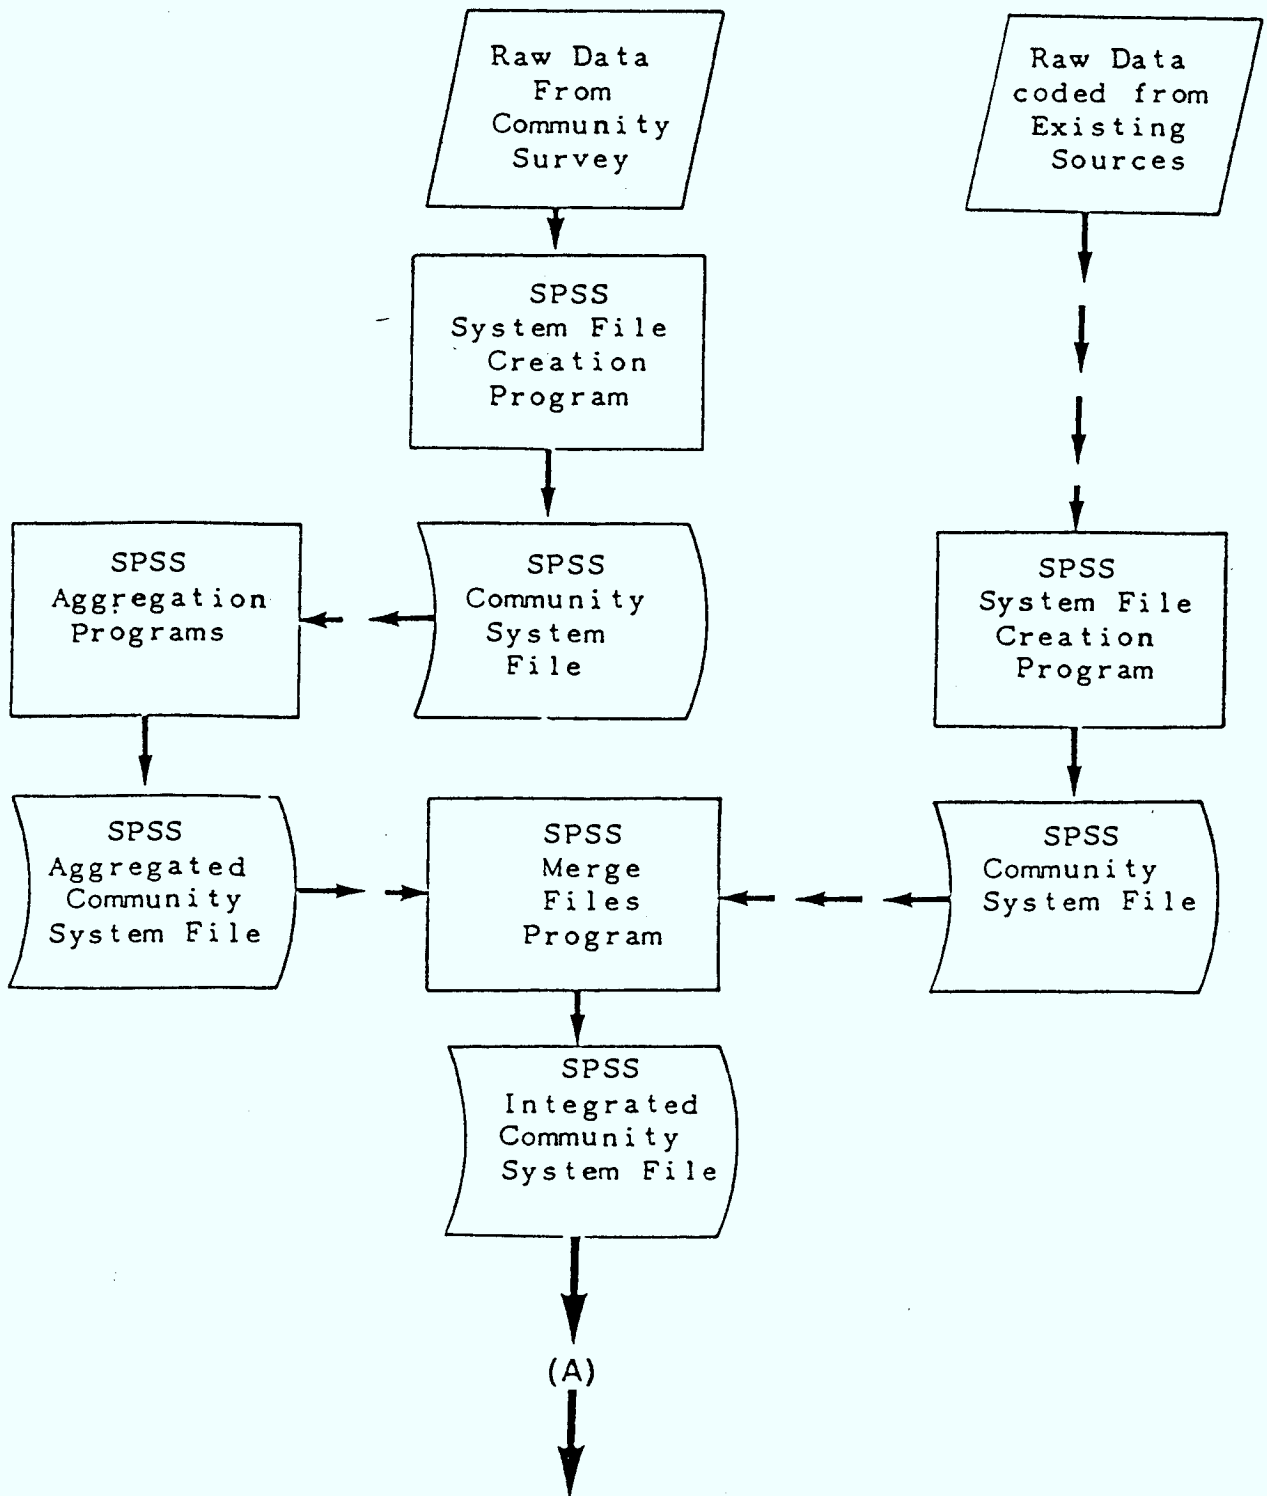 Raw Data
From
Community
Survey
Raw Data
coded from
Existing
Sources
SPSS
System File
Creation
Program
SPSS
Aggregation
Programs
SPSS
Community
System
File
SPSS
System File
Creation
Program
SPSS
Aggregated
Community
System File
SPSS
Merge
Files
Program
SPSS
Community
System File
SPSS
Integrated
Community
System File
(A)